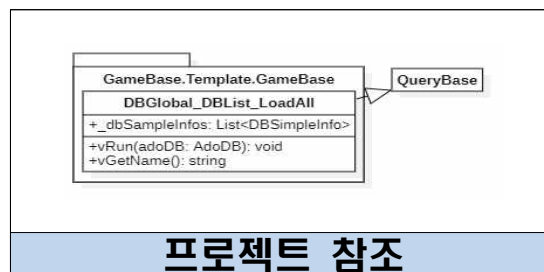 GameBase.Template.GameBase
QueryBase
DBGlobal_DBList_LoadAll
+_dbSampleInfos: List<DBSimpleInfo>
+vRun(adoDB: AdoDB): void
+vGetName(): string
프로젝트 참조